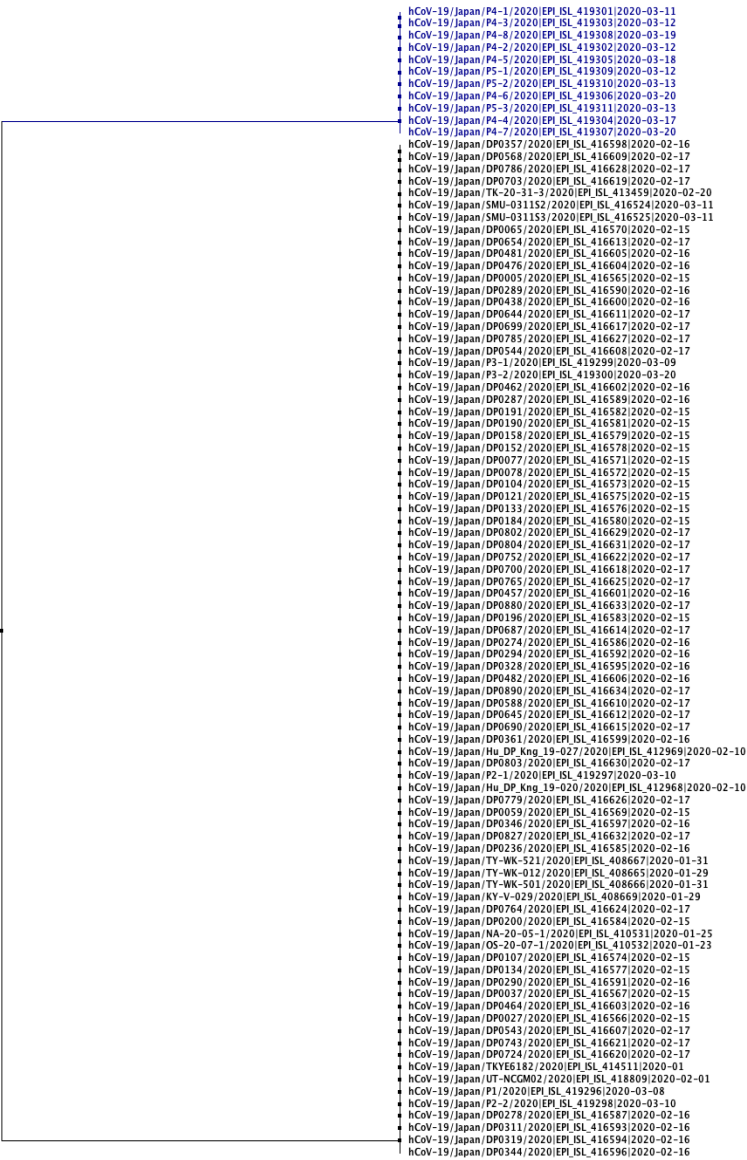 hCoV-19/Japan/P4-1/2020|EPI_ISL_419301|2020-03-11
hCoV-19/Japan/P4-3/2020|EPI_ISL_419303|2020-03-12
hCoV-19/Japan/P4-8/2020|EPI_ISL_419308|2020-03-19
hCoV-19/Japan/P4-2/2020|EPI_ISL_419302|2020-03-12
hCoV-19/Japan/P4-5/2020|EPI_ISL_419305|2020-03-18
hCoV-19/Japan/P5-1/2020|EPI_ISL_419309|2020-03-12
hCoV-19/Japan/P5-2/2020|EPI_ISL_419310|2020-03-13
hCoV-19/Japan/P4-6/2020|EPI_ISL_419306|2020-03-20
hCoV-19/Japan/P5-3/2020|EPI_ISL_419311|2020-03-13
hCoV-19/Japan/P4-4/2020|EPI_ISL_419304|2020-03-17
hCoV-19/Japan/P4-7/2020|EPI_ISL_419307|2020-03-20
hCoV-19/Japan/DP0357/2020|EPI_ISL_416598|2020-02-16
hCoV-19/Japan/DP0568/2020|EPI_ISL_416609|2020-02-17
hCoV-19/Japan/DP0786/2020|EPI_ISL_416628|2020-02-17
hCoV-19/Japan/DP0703/2020|EPI_ISL_416619|2020-02-17
hCoV-19/Japan/TK-20-31-3/2020|EPI_ISL_413459|2020-02-20
hCoV-19/Japan/SMU-0311S2/2020|EPI_ISL_416524|2020-03-11
hCoV-19/Japan/SMU-0311S3/2020|EPI_ISL_416525|2020-03-11
hCoV-19/Japan/DP0065/2020|EPI_ISL_416570|2020-02-15
hCoV-19/Japan/DP0654/2020|EPI_ISL_416613|2020-02-17
hCoV-19/Japan/DP0481/2020|EPI_ISL_416605|2020-02-16
hCoV-19/Japan/DP0476/2020|EPI_ISL_416604|2020-02-16
hCoV-19/Japan/DP0005/2020|EPI_ISL_416565|2020-02-15
hCoV-19/Japan/DP0289/2020|EPI_ISL_416590|2020-02-16
hCoV-19/Japan/DP0438/2020|EPI_ISL_416600|2020-02-16
hCoV-19/Japan/DP0644/2020|EPI_ISL_416611|2020-02-17
hCoV-19/Japan/DP0699/2020|EPI_ISL_416617|2020-02-17
hCoV-19/Japan/DP0785/2020|EPI_ISL_416627|2020-02-17
hCoV-19/Japan/DP0544/2020|EPI_ISL_416608|2020-02-17
hCoV-19/Japan/P3-1/2020|EPI_ISL_419299|2020-03-09
hCoV-19/Japan/P3-2/2020|EPI_ISL_419300|2020-03-20
hCoV-19/Japan/DP0462/2020|EPI_ISL_416602|2020-02-16
hCoV-19/Japan/DP0287/2020|EPI_ISL_416589|2020-02-16
hCoV-19/Japan/DP0191/2020|EPI_ISL_416582|2020-02-15
hCoV-19/Japan/DP0190/2020|EPI_ISL_416581|2020-02-15
hCoV-19/Japan/DP0158/2020|EPI_ISL_416579|2020-02-15
hCoV-19/Japan/DP0152/2020|EPI_ISL_416578|2020-02-15
hCoV-19/Japan/DP0077/2020|EPI_ISL_416571|2020-02-15
hCoV-19/Japan/DP0078/2020|EPI_ISL_416572|2020-02-15
hCoV-19/Japan/DP0104/2020|EPI_ISL_416573|2020-02-15
hCoV-19/Japan/DP0121/2020|EPI_ISL_416575|2020-02-15
hCoV-19/Japan/DP0133/2020|EPI_ISL_416576|2020-02-15
hCoV-19/Japan/DP0184/2020|EPI_ISL_416580|2020-02-15
hCoV-19/Japan/DP0802/2020|EPI_ISL_416629|2020-02-17
hCoV-19/Japan/DP0804/2020|EPI_ISL_416631|2020-02-17
hCoV-19/Japan/DP0752/2020|EPI_ISL_416622|2020-02-17
hCoV-19/Japan/DP0700/2020|EPI_ISL_416618|2020-02-17
hCoV-19/Japan/DP0765/2020|EPI_ISL_416625|2020-02-17
hCoV-19/Japan/DP0457/2020|EPI_ISL_416601|2020-02-16
hCoV-19/Japan/DP0880/2020|EPI_ISL_416633|2020-02-17
hCoV-19/Japan/DP0196/2020|EPI_ISL_416583|2020-02-15
hCoV-19/Japan/DP0687/2020|EPI_ISL_416614|2020-02-17
hCoV-19/Japan/DP0274/2020|EPI_ISL_416586|2020-02-16
hCoV-19/Japan/DP0294/2020|EPI_ISL_416592|2020-02-16
hCoV-19/Japan/DP0328/2020|EPI_ISL_416595|2020-02-16
hCoV-19/Japan/DP0482/2020|EPI_ISL_416606|2020-02-16
hCoV-19/Japan/DP0890/2020|EPI_ISL_416634|2020-02-17
hCoV-19/Japan/DP0588/2020|EPI_ISL_416610|2020-02-17
hCoV-19/Japan/DP0645/2020|EPI_ISL_416612|2020-02-17
hCoV-19/Japan/DP0690/2020|EPI_ISL_416615|2020-02-17
hCoV-19/Japan/DP0361/2020|EPI_ISL_416599|2020-02-16
hCoV-19/Japan/Hu_DP_Kng_19-027/2020|EPI_ISL_412969|2020-02-10
hCoV-19/Japan/DP0803/2020|EPI_ISL_416630|2020-02-17
hCoV-19/Japan/P2-1/2020|EPI_ISL_419297|2020-03-10
hCoV-19/Japan/Hu_DP_Kng_19-020/2020|EPI_ISL_412968|2020-02-10
hCoV-19/Japan/DP0779/2020|EPI_ISL_416626|2020-02-17
hCoV-19/Japan/DP0059/2020|EPI_ISL_416569|2020-02-15
hCoV-19/Japan/DP0346/2020|EPI_ISL_416597|2020-02-16
hCoV-19/Japan/DP0827/2020|EPI_ISL_416632|2020-02-17
hCoV-19/Japan/DP0236/2020|EPI_ISL_416585|2020-02-16
hCoV-19/Japan/TY-WK-521/2020|EPI_ISL_408667|2020-01-31
hCoV-19/Japan/TY-WK-012/2020|EPI_ISL_408665|2020-01-29
hCoV-19/Japan/TY-WK-501/2020|EPI_ISL_408666|2020-01-31
hCoV-19/Japan/KY-V-029/2020|EPI_ISL_408669|2020-01-29
hCoV-19/Japan/DP0764/2020|EPI_ISL_416624|2020-02-17
hCoV-19/Japan/DP0200/2020|EPI_ISL_416584|2020-02-15
hCoV-19/Japan/NA-20-05-1/2020|EPI_ISL_410531|2020-01-25
hCoV-19/Japan/OS-20-07-1/2020|EPI_ISL_410532|2020-01-23
hCoV-19/Japan/DP0107/2020|EPI_ISL_416574|2020-02-15
hCoV-19/Japan/DP0134/2020|EPI_ISL_416577|2020-02-15
hCoV-19/Japan/DP0290/2020|EPI_ISL_416591|2020-02-16
hCoV-19/Japan/DP0037/2020|EPI_ISL_416567|2020-02-15
hCoV-19/Japan/DP0464/2020|EPI_ISL_416603|2020-02-16
hCoV-19/Japan/DP0027/2020|EPI_ISL_416566|2020-02-15
hCoV-19/Japan/DP0543/2020|EPI_ISL_416607|2020-02-17
hCoV-19/Japan/DP0743/2020|EPI_ISL_416621|2020-02-17
hCoV-19/Japan/DP0724/2020|EPI_ISL_416620|2020-02-17
hCoV-19/Japan/TKYE6182/2020|EPI_ISL_414511|2020-01
hCoV-19/Japan/UT-NCGM02/2020|EPI_ISL_418809|2020-02-01
hCoV-19/Japan/P1/2020|EPI_ISL_419296|2020-03-08
hCoV-19/Japan/P2-2/2020|EPI_ISL_419298|2020-03-10
hCoV-19/Japan/DP0278/2020|EPI_ISL_416587|2020-02-16
hCoV-19/Japan/DP0311/2020|EPI_ISL_416593|2020-02-16
hCoV-19/Japan/DP0319/2020|EPI_ISL_416594|2020-02-16
hCoV-19/Japan/DP0344/2020|EPI_ISL_416596|2020-02-16